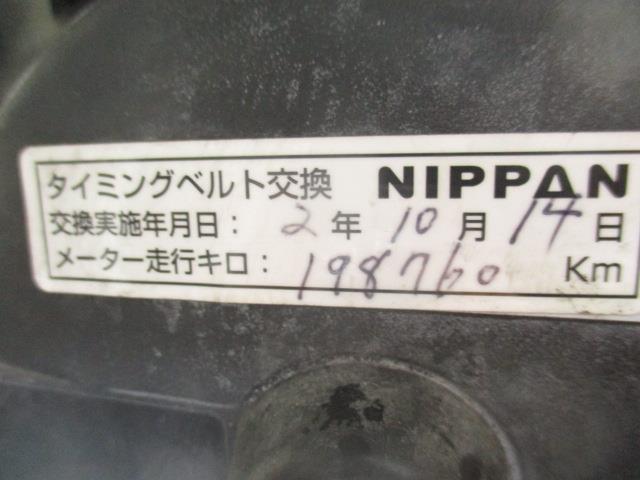 タイミングベルト交換 NIPPAN
交換実施年月日: 2 年 10 月 14 日
メーター走行キロ: 198760 Km